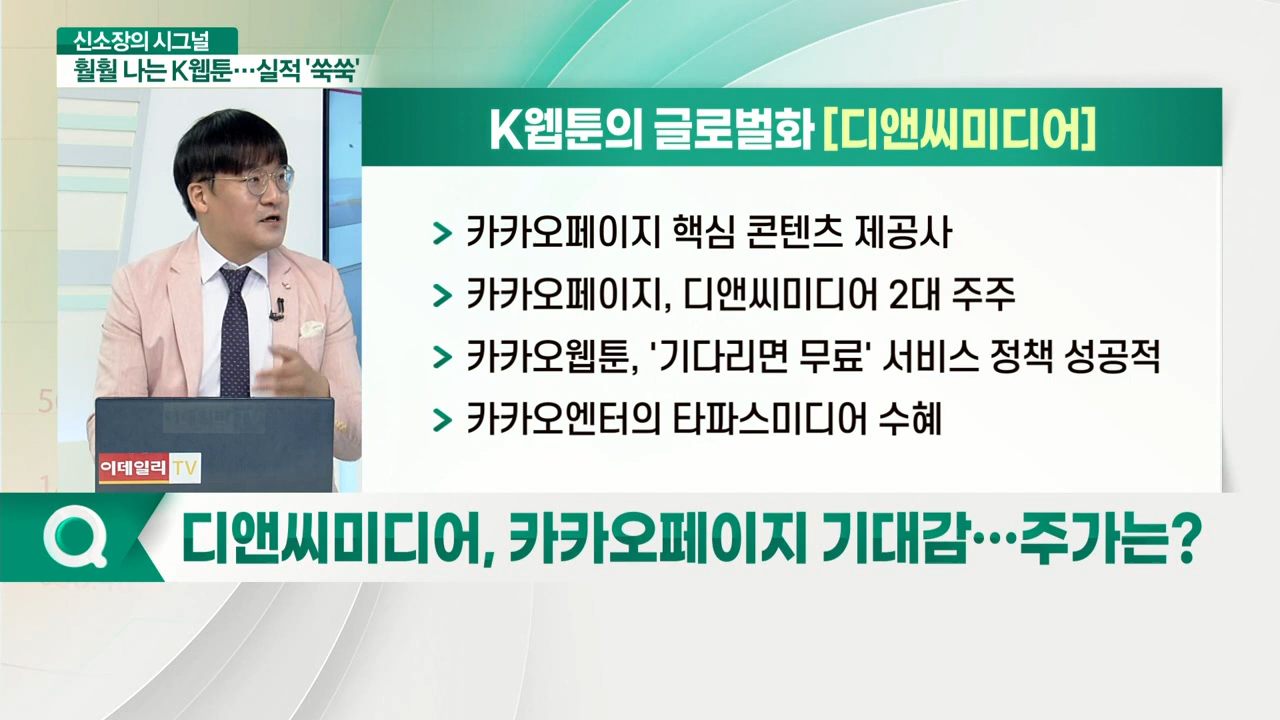 신소장의 시그널
훨훨 나는 K웹툰…실적 '쑥쑥'
K웹툰의 글로벌화 [디앤씨미디어]
> 카카오페이지 핵심 콘텐츠 제공사
> 카카오페이지, 디앤씨미디어 2대 주주
> 카카오웹툰, '기다리면 무료' 서비스 정책 성공적
> 카카오엔터의 타파스미디어 수혜
이데일리 TV
디앤씨미디어, 카카오페이지 기대감…주가는?